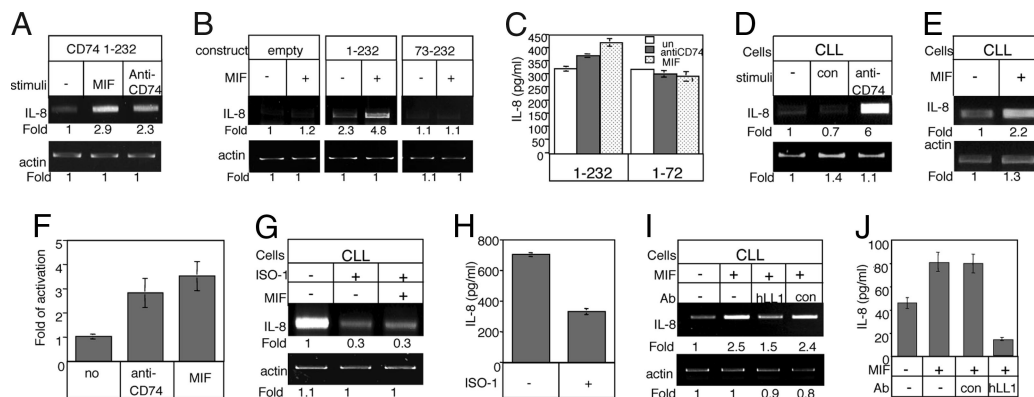 A
CD74 1-232
stimuli - MIF Anti-CD74
IL-8
Fold 1 2.9 2.3
actin
Fold 1 1 1
B
construct empty 1-232 73-232
MIF - + - + - +
IL-8
Fold 1 1.2 2.3 4.8 1.1 1.1
actin
Fold 1 1 1 1 1.1 1
C
IL-8 (pg/ml)
450
400
350
300
250
200
150
100
50
0
un
antiCD74
MIF
1-232 1-72
D
Cells CLL
stimuli - con anti-CD74
IL-8
Fold 1 0.7 6
actin
Fold 1 1.4 1.1
E
Cells CLL
MIF - +
IL-8
Fold 1 2.2
actin
Fold 1 1.3
F
Fold of activation
5
4
3
2
1
0
no anti-CD74 MIF
G
Cells CLL
ISO-1 - + +
MIF - - +
IL-8
Fold 1 0.3 0.3
actin
Fold 1.1 1 1
H
IL-8 (pg/ml)
800
600
400
200
0
ISO-1 - +
I
Cells CLL
MIF - + + +
Ab - - hLL1 con
IL-8
Fold 1 2.5 1.5 2.4
actin
Fold 1 1 0.9 0.8
J
IL-8 (pg/ml)
100
80
60
40
20
0
MIF - + + +
Ab - - con hLL1